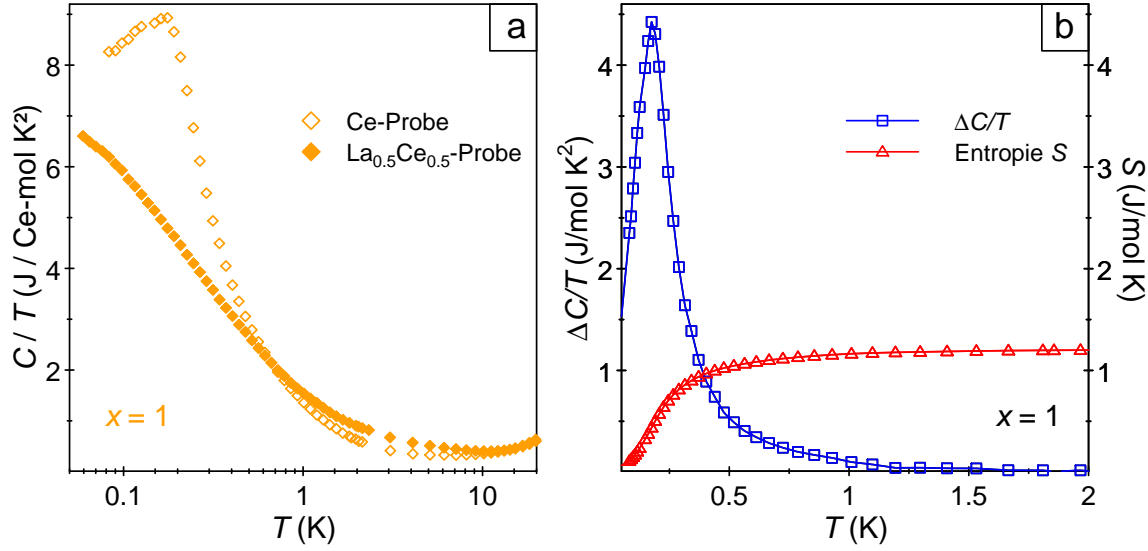 a
8
6
4
2
C / T (J / Ce-mol K²)
Ce-Probe
La₀.₅Ce₀.₅-Probe
x = 1
0.1
1
10
T (K)
b
4
3
2
1
ΔC/T (J/mol K²)
ΔC/T
Entropie S
x = 1
4
3
2
1
S (J/mol K)
0.5
1
1.5
2
T (K)